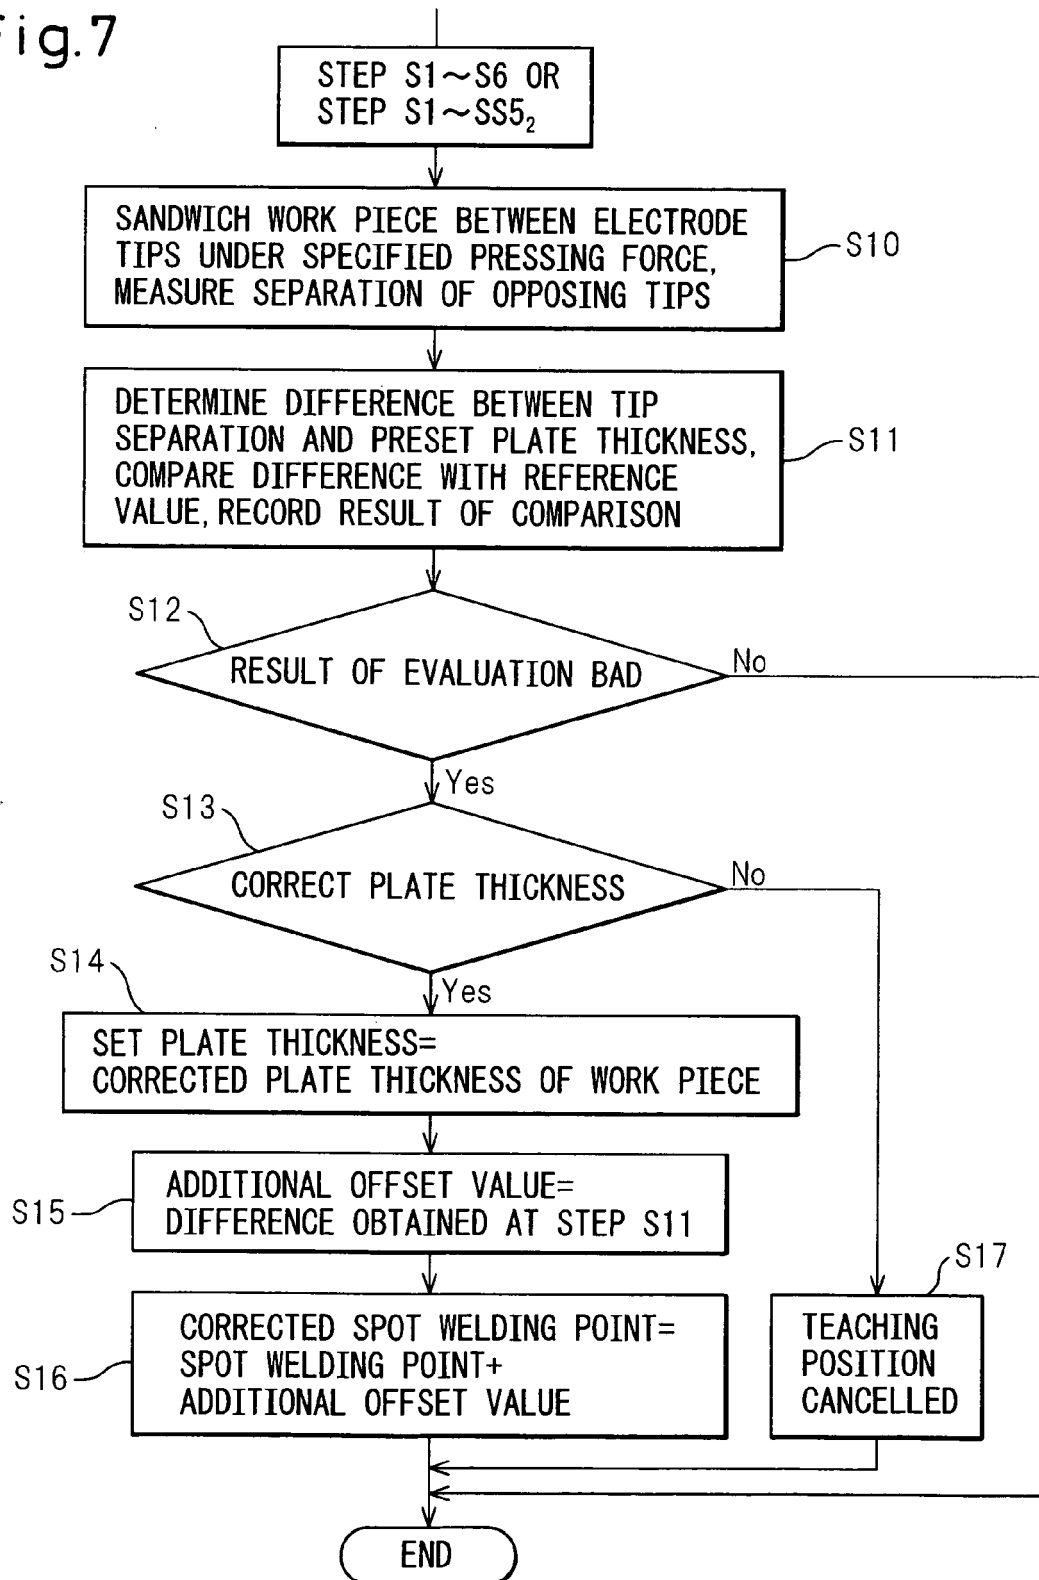 Fig.7
STEP S1~S6 OR
STEP S1~SS5₂
SANDWICH WORK PIECE BETWEEN ELECTRODE
TIPS UNDER SPECIFIED PRESSING FORCE,
MEASURE SEPARATION OF OPPOSING TIPS
S10
DETERMINE DIFFERENCE BETWEEN TIP
SEPARATION AND PRESET PLATE THICKNESS,
COMPARE DIFFERENCE WITH REFERENCE
VALUE, RECORD RESULT OF COMPARISON
S11
S12
RESULT OF EVALUATION BAD
No
Yes
S13
CORRECT PLATE THICKNESS
No
Yes
S14
SET PLATE THICKNESS=
CORRECTED PLATE THICKNESS OF WORK PIECE
S15
ADDITIONAL OFFSET VALUE=
DIFFERENCE OBTAINED AT STEP S11
S16
CORRECTED SPOT WELDING POINT=
SPOT WELDING POINT+
ADDITIONAL OFFSET VALUE
S17
TEACHING
POSITION
CANCELLED
END